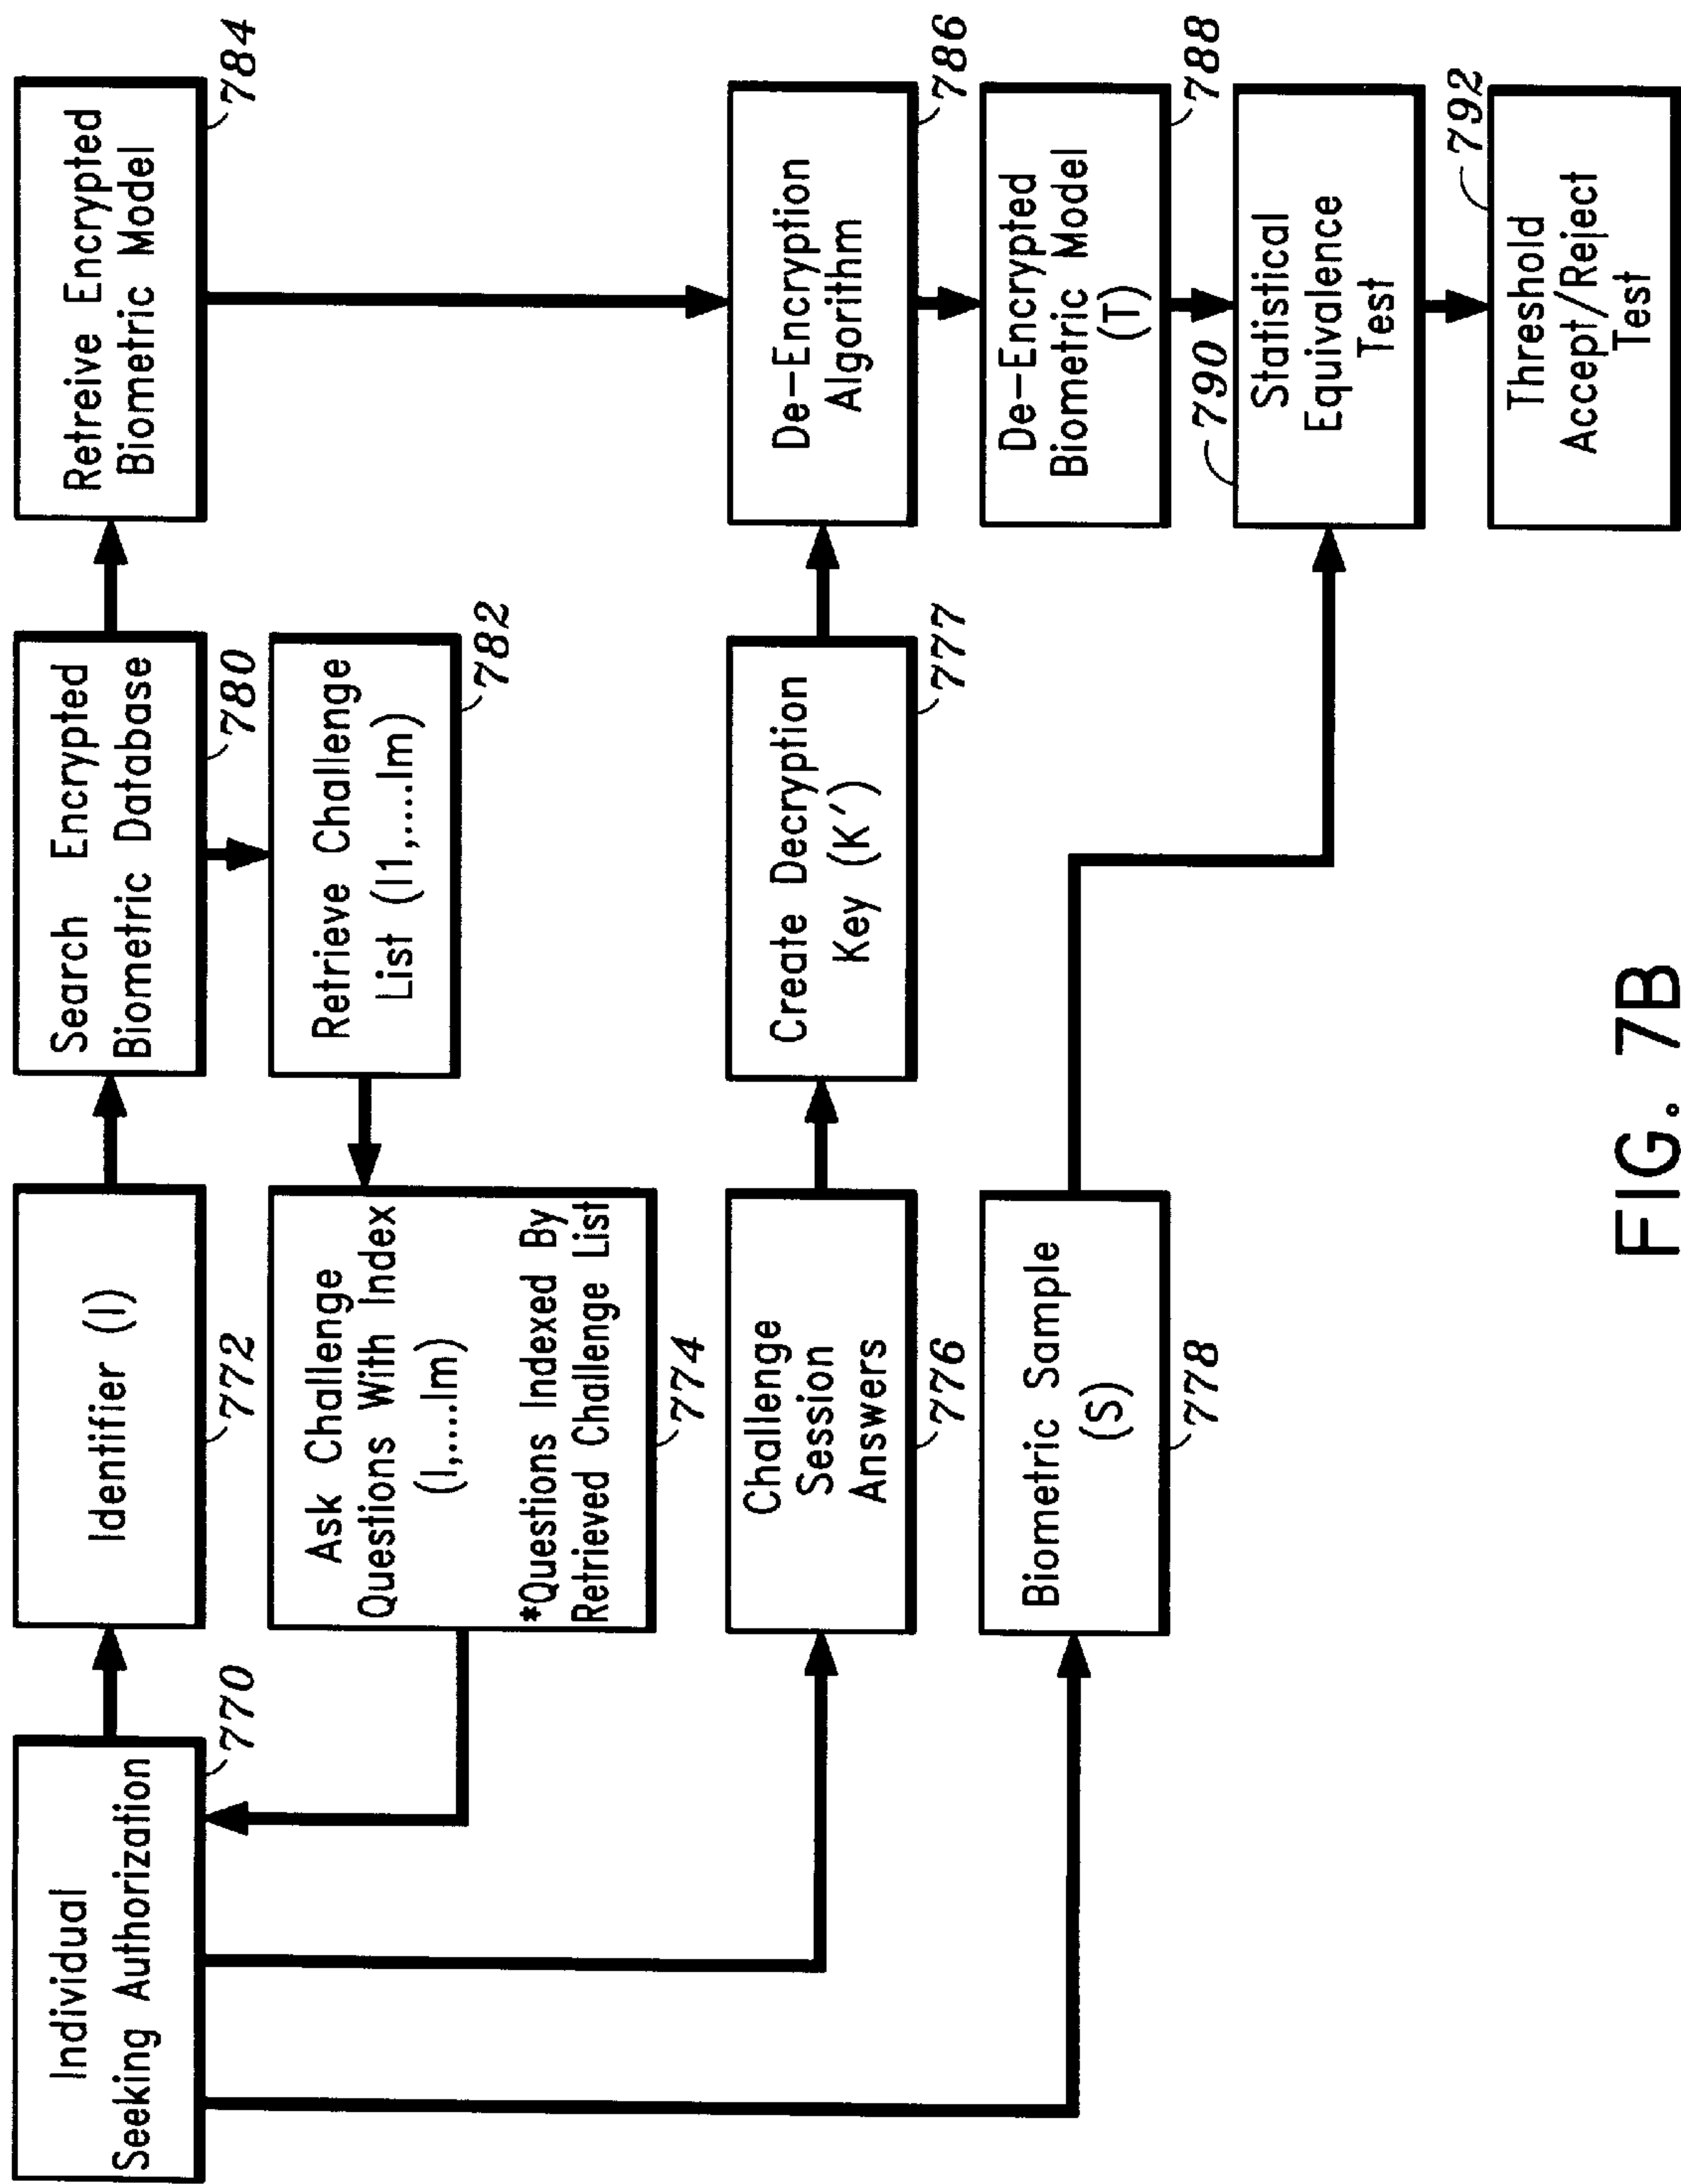 Individual
Seeking Authorization
770
Identifier (I)
772
Search Encrypted
Biometric Database
780
Retreive Encrypted
Biometric Model
784
Ask Challenge
Questions With Index
(I,....Im)
*Questions Indexed By
Retrieved Challenge List
774
Retrieve Challenge
List (I1,....Im)
782
Challenge
Session
Answers
776
Create Decryption
Key (K′)
777
De-Encryption
Algorithm
786
Biometric Sample
(S)
778
De-Encrypted
Biometric Model
(T)
788
790
Statistical
Equivalence
Test
792
Threshold
Accept/Reject
Test
FIG. 7B